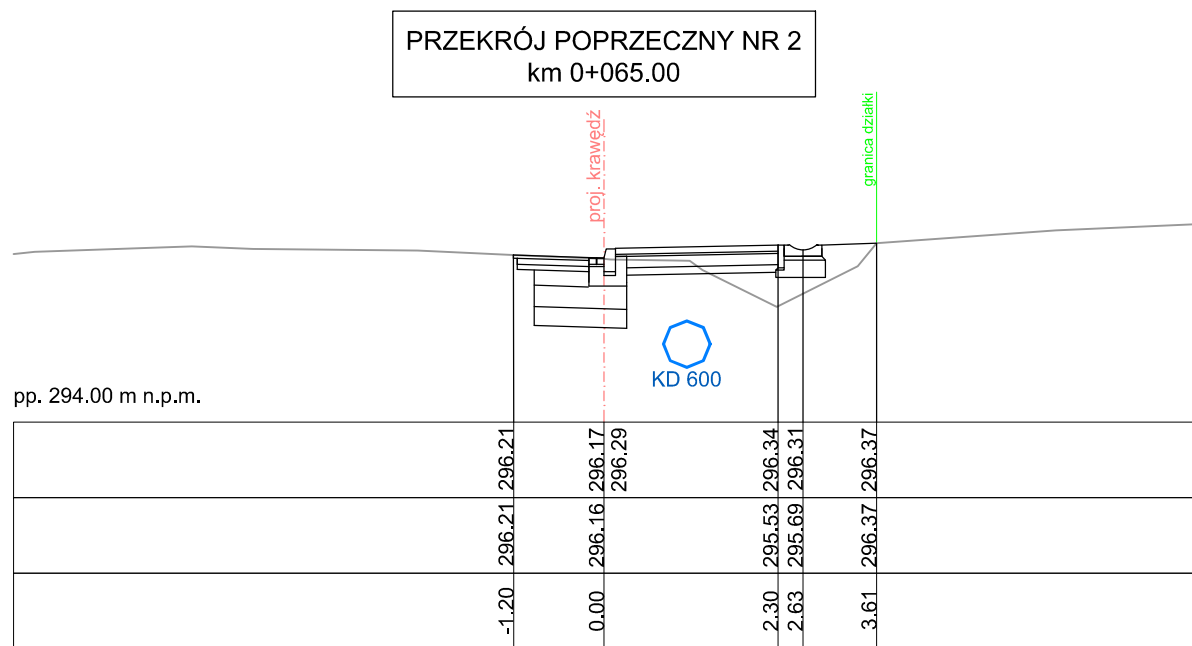 PRZEKRÓJ POPRZECZNY NR 2
km 0+065.00
proj. krawędź
granica działki
KD 600
pp. 294.00 m n.p.m.
296.21 296.17 296.29 296.34 296.31 296.37
296.21 296.16 295.53 295.69 296.37
-1.20 0.00 2.30 2.63 3.61